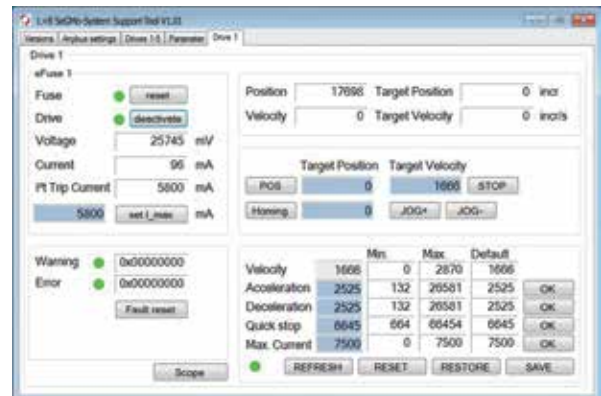 L+B SeGMo-System Support Tool V1.03
Versions Anybus settings Drives 1-5 Parameter Drive 1
Drive 1
eFuse 1
Fuse reset
Drive deactivate
Voltage 25745 mV
Current 96 mA
I²t Trip Current 5800 mA
5800 set I_max mA
Warning 0x00000000
Error 0x00000000
Fault reset
Scope
Position 17698 Target Position 0 incr
Velocity 0 Target Velocity 0 incr/s
Target Position Target Velocity
POS 0 1666 STOP
Homing 0 JOG+ JOG-
Min. Max. Default
Velocity 1666 0 2870 1666
Acceleration 2525 132 26581 2525 OK
Deceleration 2525 132 26581 2525 OK
Quick stop 6645 664 66454 6645 OK
Max. Current 7500 0 7500 7500 OK
REFRESH RESET RESTORE SAVE